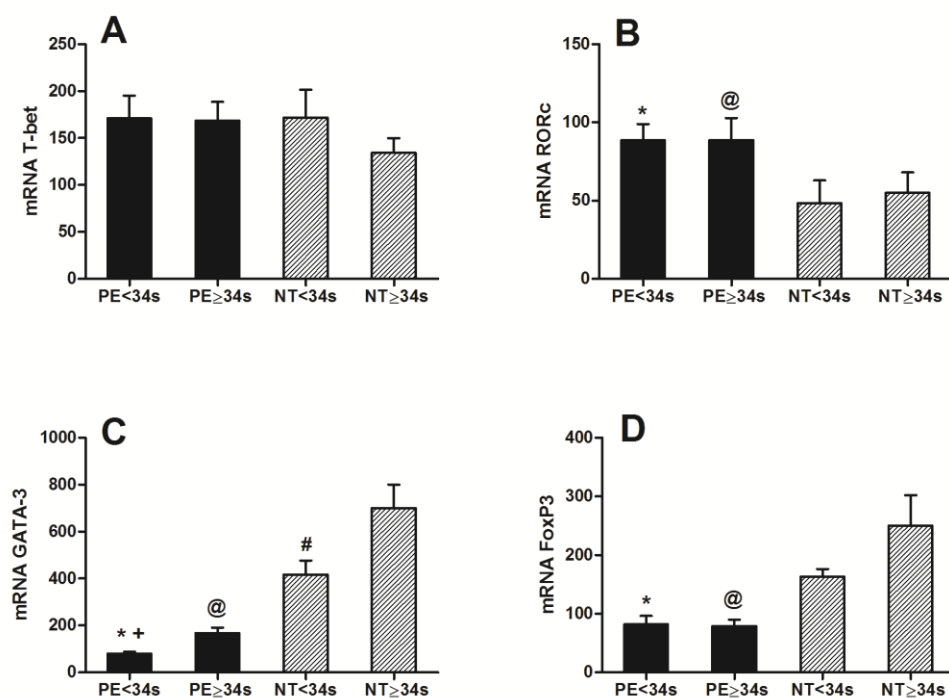 A
mRNA T-bet
250
200
150
100
50
0
PE<34s PE≥34s NT<34s NT≥34s
B
mRNA RORc
150
100
50
0
* @
PE<34s PE≥34s NT<34s NT≥34s
C
mRNA GATA-3
1000
800
600
400
200
0
* + @ #
PE<34s PE≥34s NT<34s NT≥34s
D
mRNA FoxP3
400
300
200
100
0
* @
PE<34s PE≥34s NT<34s NT≥34s